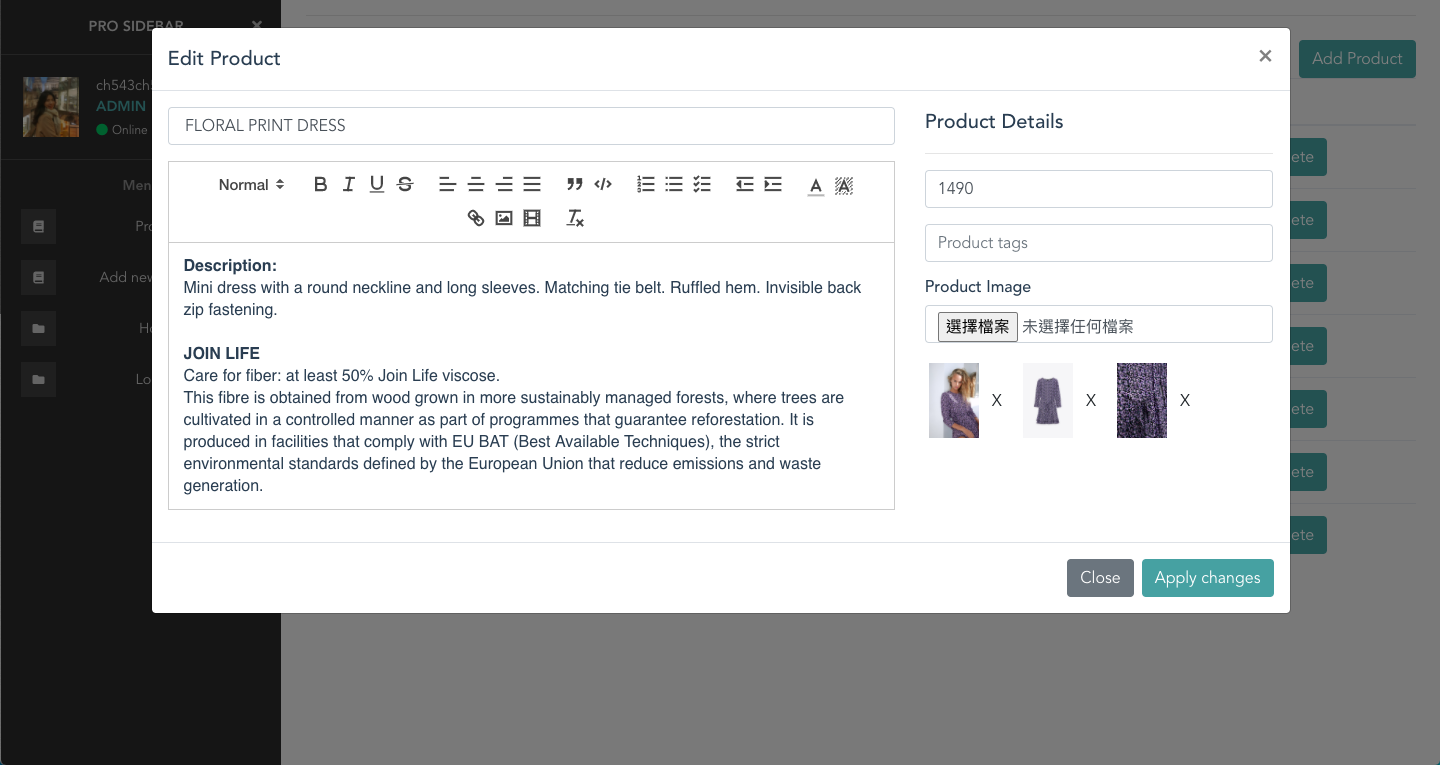 PRO SIDEBAR
×
Edit Product
×
Add Product
ch543ch
ADMIN
Online
FLORAL PRINT DRESS
Product Details
Normal
1490
Product tags
Description:
Mini dress with a round neckline and long sleeves. Matching tie belt. Ruffled hem. Invisible back
zip fastening.
JOIN LIFE
Care for fiber: at least 50% Join Life viscose.
This fibre is obtained from wood grown in more sustainably managed forests, where trees are
cultivated in a controlled manner as part of programmes that guarantee reforestation. It is
produced in facilities that comply with EU BAT (Best Available Techniques), the strict
environmental standards defined by the European Union that reduce emissions and waste
generation.
Product Image
選擇檔案 未選擇任何檔案
X X X
Men
Pro
Add new
Ho
Lo
ete
ete
ete
ete
ete
ete
ete
Close Apply changes